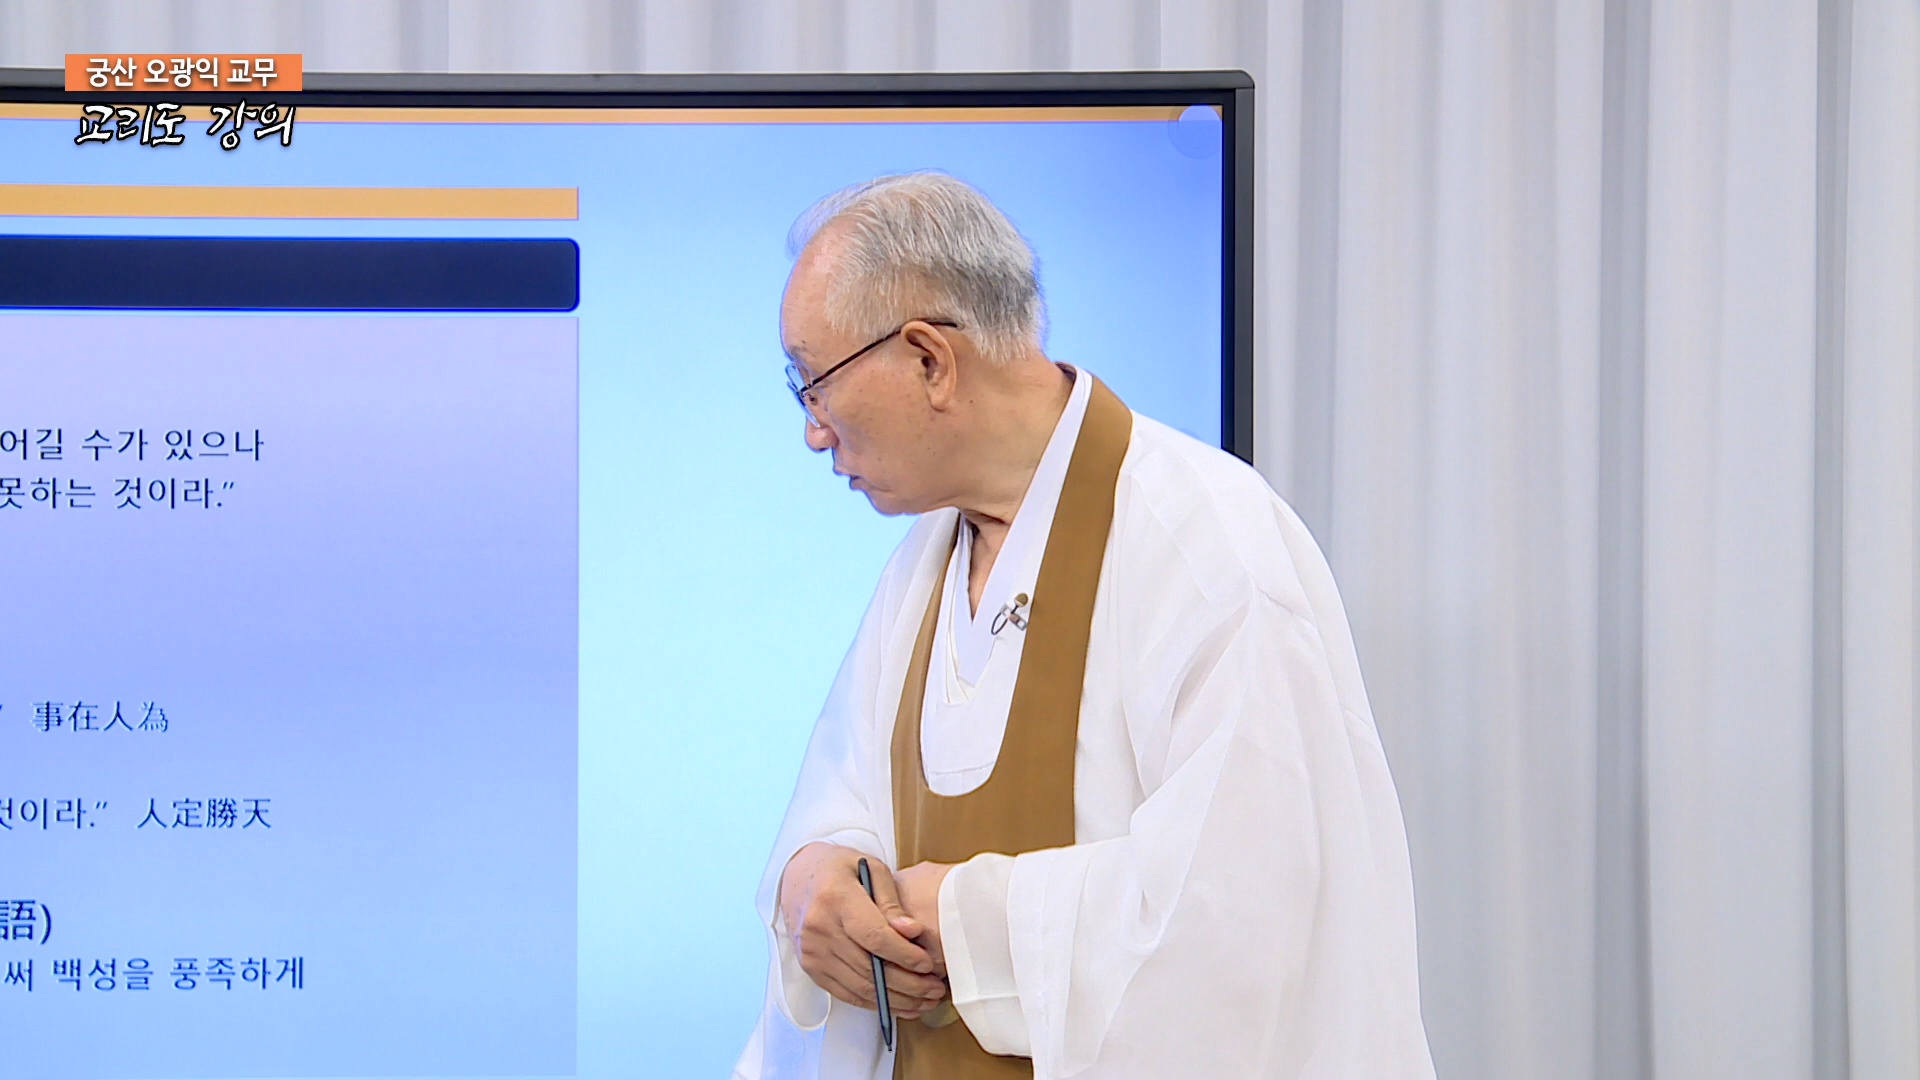 궁산 오광익 교무
교리도 강의
어길 수가 있으나
못하는 것이라.”
” 事在人為
것이라.” 人定勝天
語)
써 백성을 풍족하게